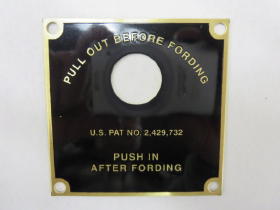 PULL OUT BEFORE FORDING
U.S. PAT NO. 2,429,732
PUSH IN
AFTER FORDING